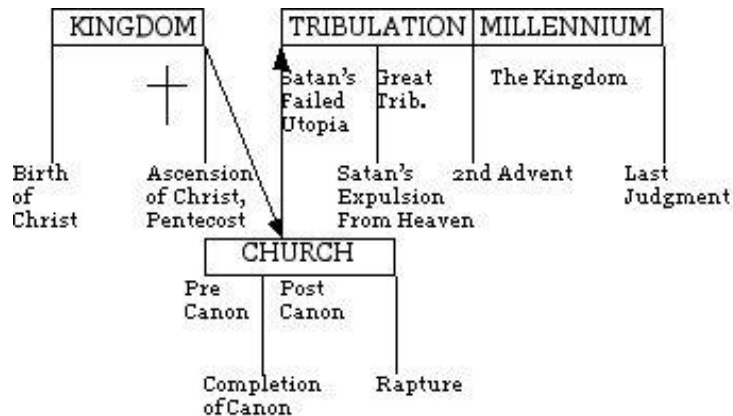 KINGDOM
TRIBULATION
MILLENNIUM
Satan's
Failed
Utopia
Great
Trib.
The Kingdom
Birth
of
Christ
Ascension
of Christ,
Pentecost
Satan's
Expulsion
From Heaven
2nd Advent
Last
Judgment
CHURCH
Pre
Canon
Post
Canon
Completion
of Canon
Rapture